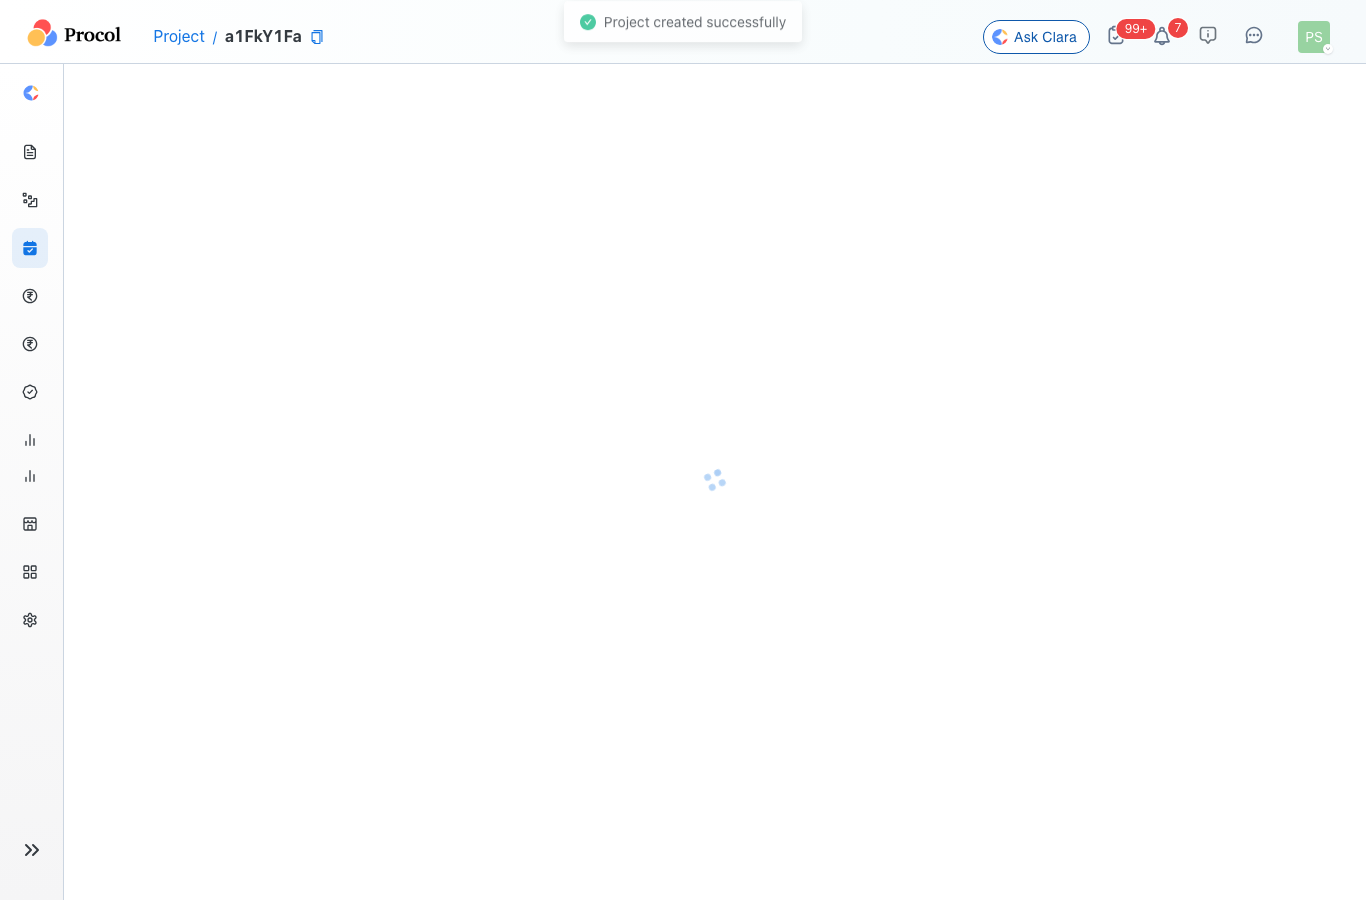 Procol
Project / a1FkY1Fa
Project created successfully
Ask Clara
99+
7
PS